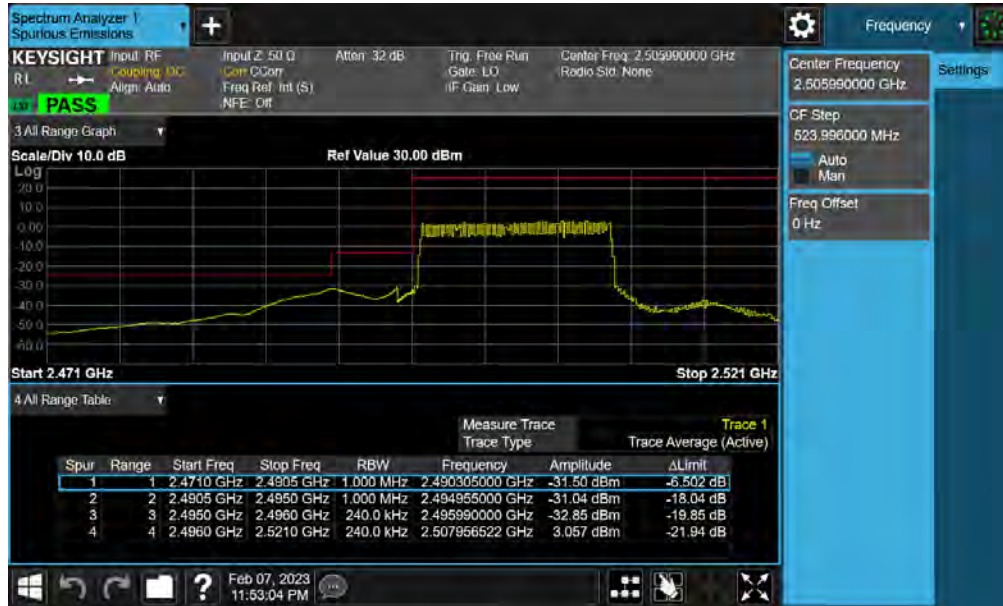 Spectrum Analyzer 1
Spurious Emissions
Frequency
KEYSIGHT Input: RF Input Z: 50 Ω Atten: 32 dB Trig: Free Run Center Freq: 2.505990000 GHz
Coupling: DC Corr CCorr Gate: LO Radio Std: None
RL Align: Auto Freq Ref: Int (S) IF Gain: Low
PASS NFE: Off
Center Frequency
2.505990000 GHz
Settings
CF Step
523.996000 MHz
Auto
Man
Freq Offset
0 Hz
3 All Range Graph
Scale/Div 10.0 dB Ref Value 30.00 dBm
Log
20.0
10.0
0.00
-10.0
-20.0
-30.0
-40.0
-50.0
-60.0
Start 2.471 GHz Stop 2.521 GHz
4 All Range Table
Measure Trace Trace 1
Trace Type Trace Average (Active)
Spur Range Start Freq Stop Freq RBW Frequency Amplitude ΔLimit
1 1 2.4710 GHz 2.4905 GHz 1.000 MHz 2.490305000 GHz -31.50 dBm -6.502 dB
2 2 2.4905 GHz 2.4950 GHz 1.000 MHz 2.494955000 GHz -31.04 dBm -18.04 dB
3 3 2.4950 GHz 2.4960 GHz 240.0 kHz 2.495990000 GHz -32.85 dBm -19.85 dB
4 4 2.4960 GHz 2.5210 GHz 240.0 kHz 2.507956522 GHz 3.057 dBm -21.94 dB
Feb 07, 2023
11:53:04 PM